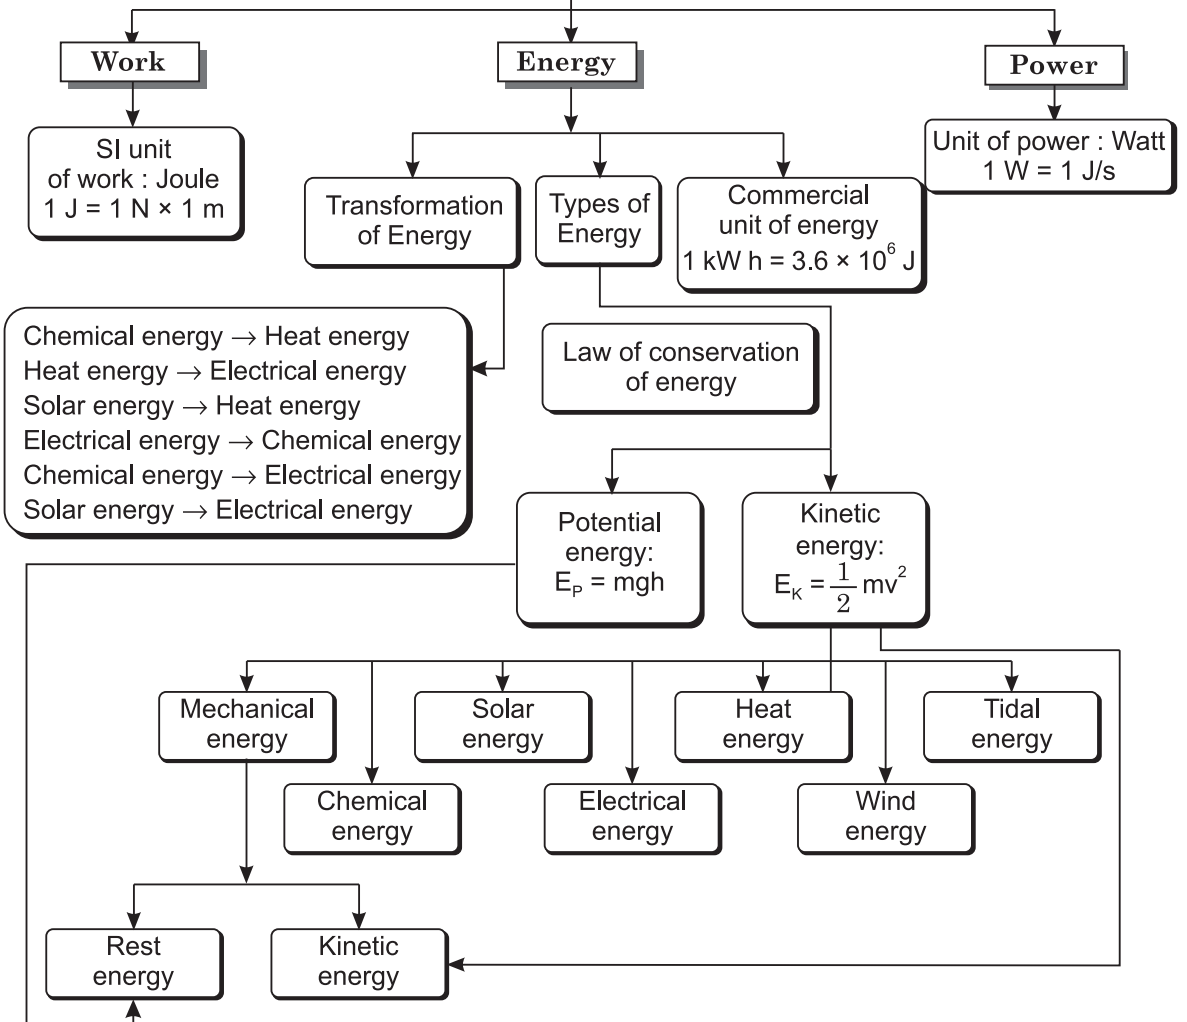 Work
Energy
Power
SI unit
of work : Joule
1 J = 1 N × 1 m
Transformation
of Energy
Types of
Energy
Commercial
unit of energy
1 kW h = 3.6 × 10⁶ J
Unit of power : Watt
1 W = 1 J/s
Chemical energy → Heat energy
Heat energy → Electrical energy
Solar energy → Heat energy
Electrical energy → Chemical energy
Chemical energy → Electrical energy
Solar energy → Electrical energy
Law of conservation
of energy
Potential
energy:
E_P = mgh
Kinetic
energy:
E_K = 1/2 mv²
Mechanical
energy
Solar
energy
Heat
energy
Tidal
energy
Chemical
energy
Electrical
energy
Wind
energy
Rest
energy
Kinetic
energy